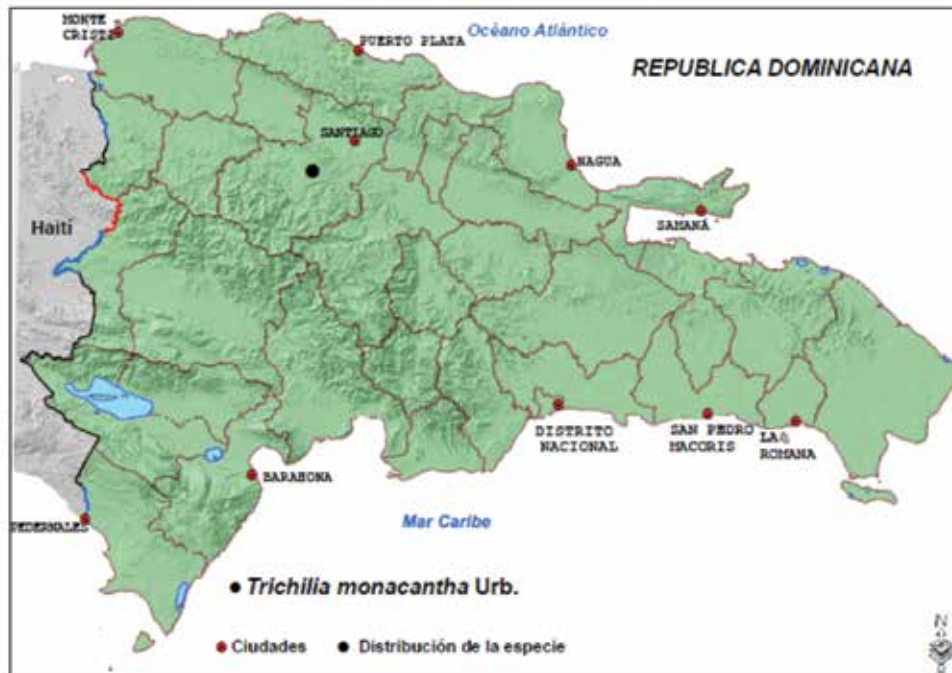 MONTE
CRISTI
PUERTO PLATA
Océano Atlántico
REPUBLICA DOMINICANA
SANTIAGO
NAGUA
Haití
SAMANÁ
DISTRITO
NACIONAL
SAN PEDRO
MACORIS
LA
ROMANA
BARAHONA
PEDERNALES
Mar Caribe
Trichilia monacantha Urb.
Ciudades
Distribución de la especie
N